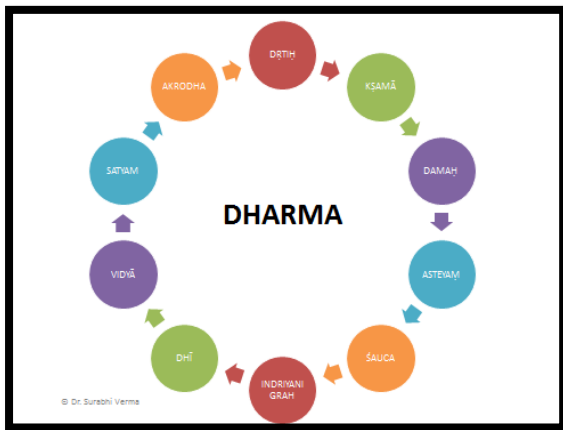 DṚTIḤ
KṢAMĀ
DAMAḤ
ASTEYAṂ
ŚAUCA
INDRIYANI
GRAH
DHĪ
VIDYĀ
SATYAM
AKRODHA
DHARMA
© Dr. Surabhi Verma